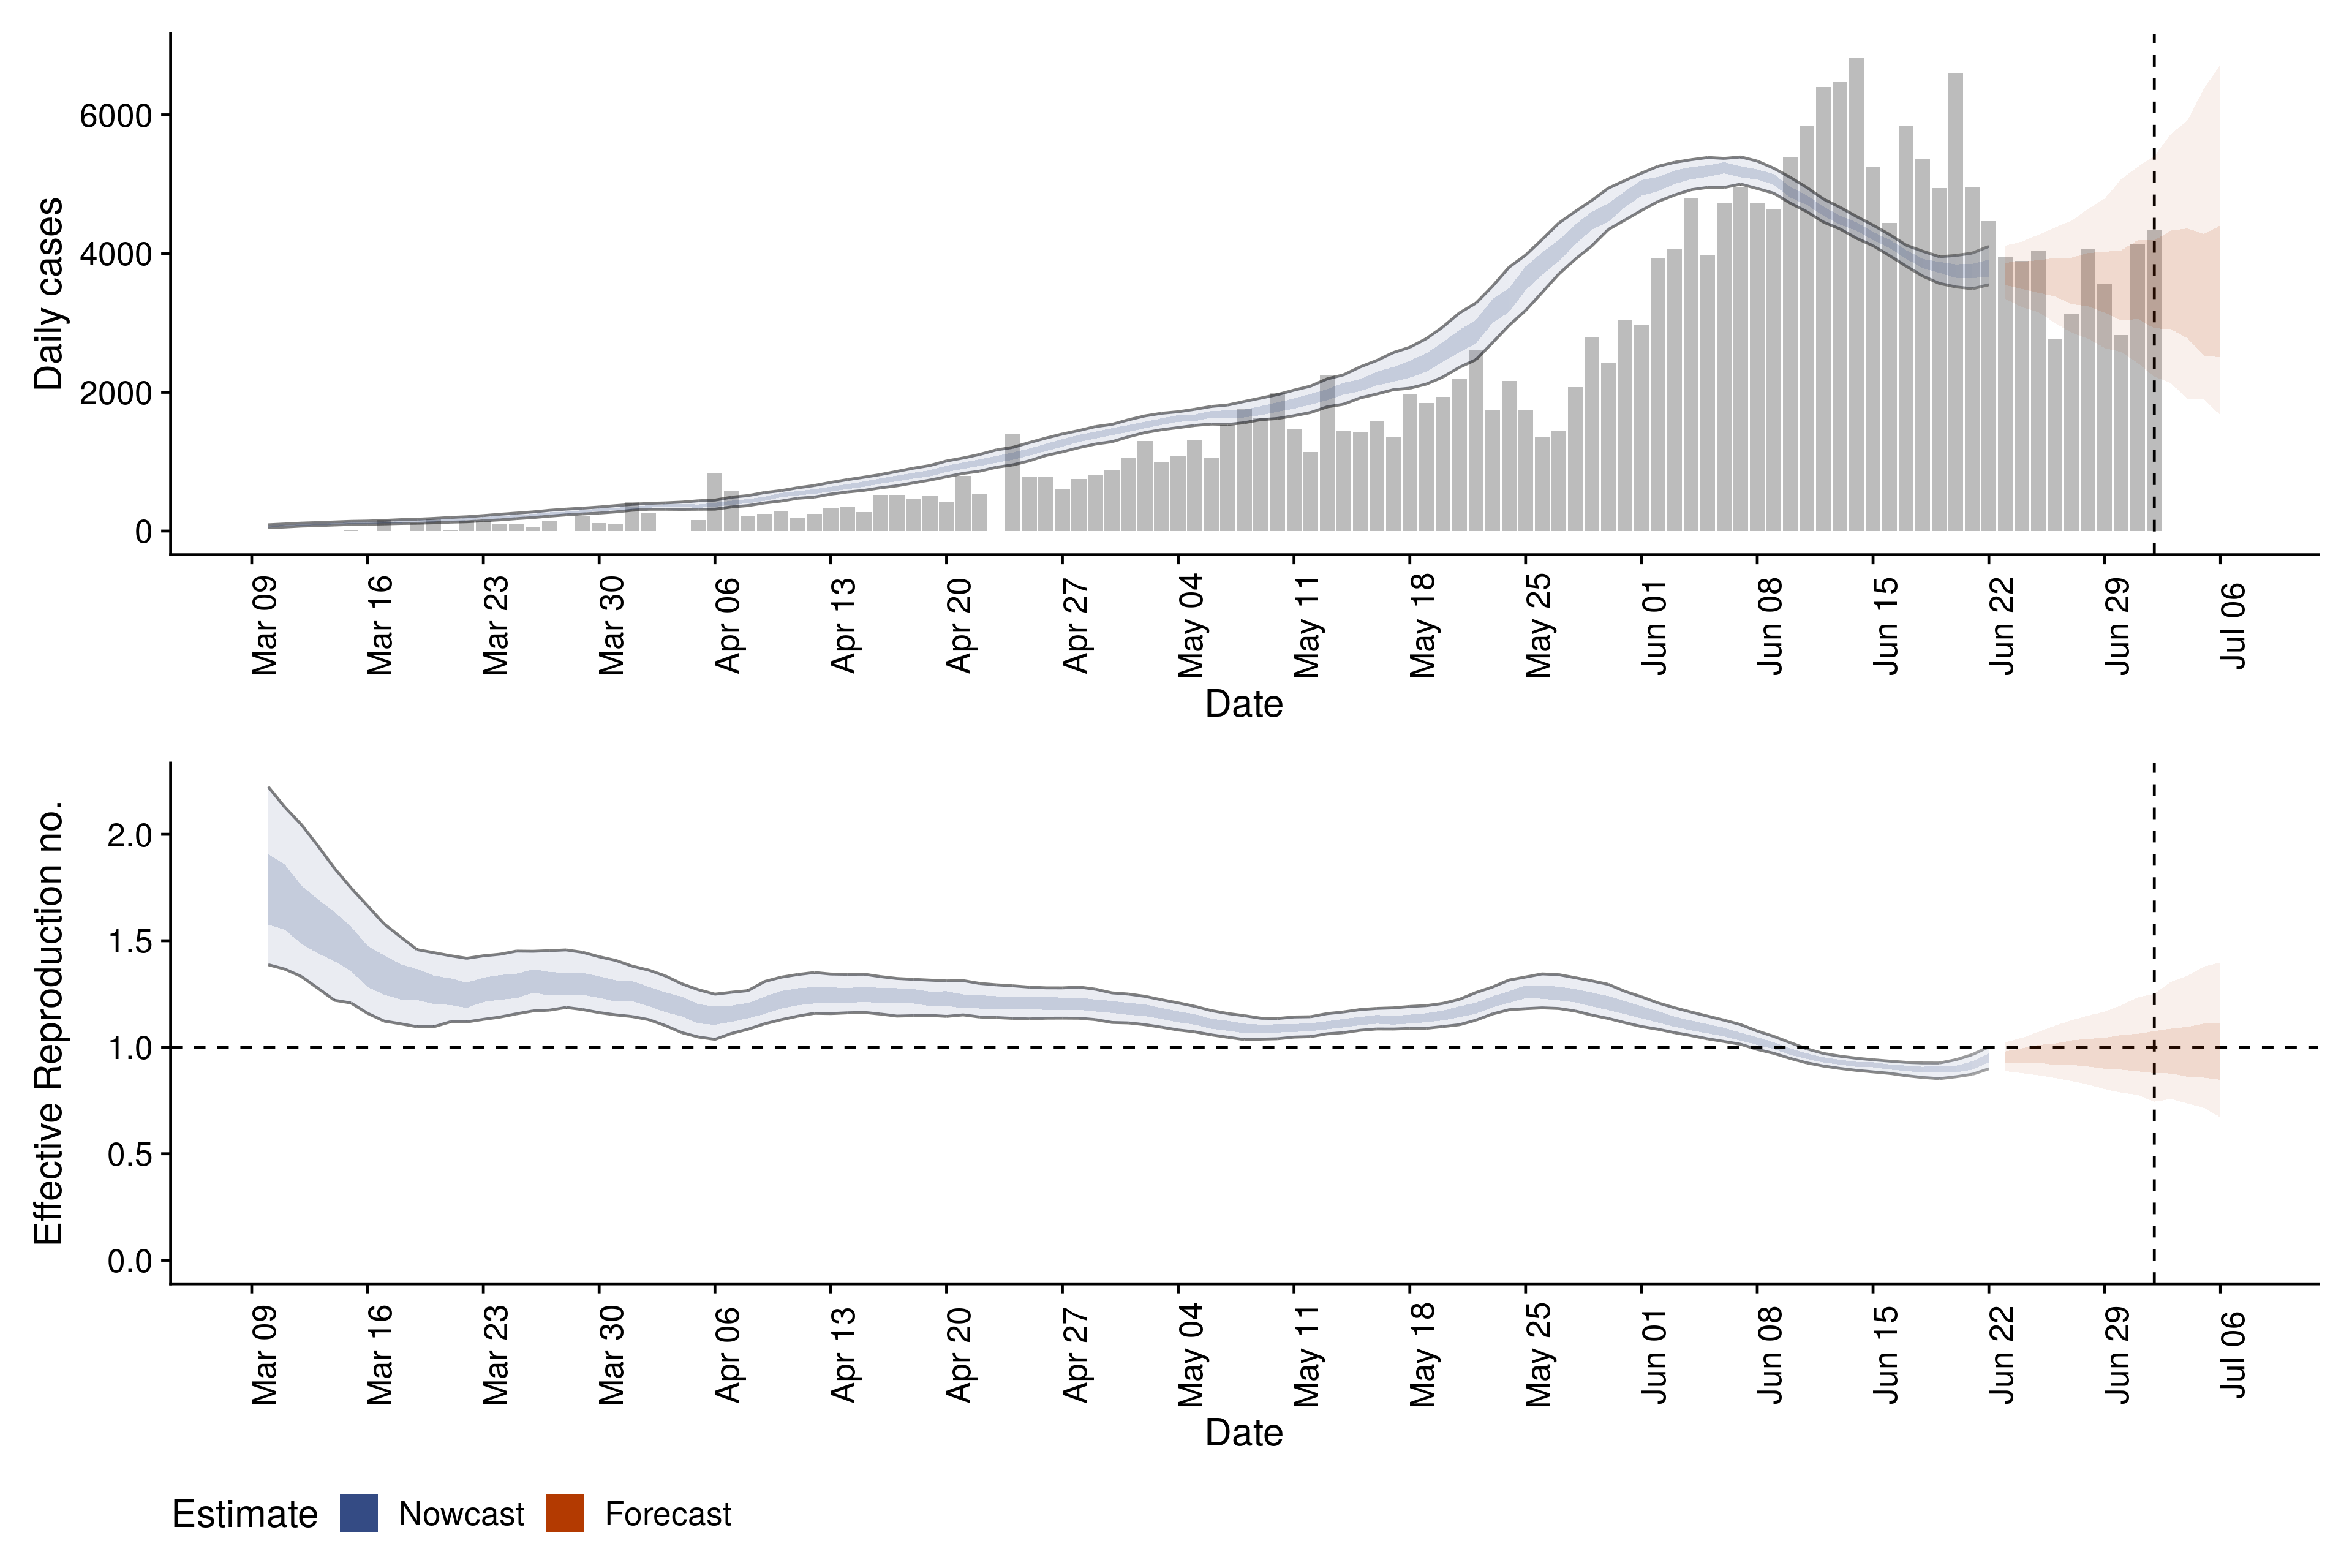 Daily cases
6000
4000
2000
0
Mar 09
Mar 16
Mar 23
Mar 30
Apr 06
Apr 13
Apr 20
Apr 27
May 04
May 11
May 18
May 25
Jun 01
Jun 08
Jun 15
Jun 22
Jun 29
Jul 06
Date
Effective Reproduction no.
2.0
1.5
1.0
0.5
0.0
Mar 09
Mar 16
Mar 23
Mar 30
Apr 06
Apr 13
Apr 20
Apr 27
May 04
May 11
May 18
May 25
Jun 01
Jun 08
Jun 15
Jun 22
Jun 29
Jul 06
Date
Estimate Nowcast Forecast